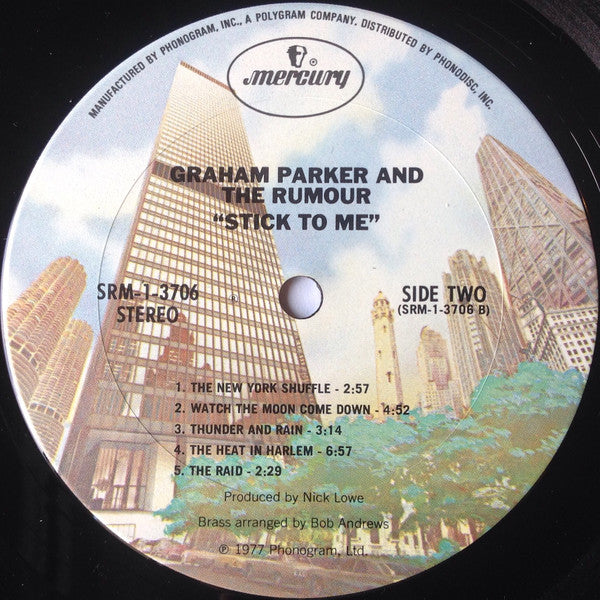 MANUFACTURED BY PHONOGRAM, INC., A POLYGRAM COMPANY. DISTRIBUTED BY PHONODISC, INC.
®
mercury
GRAHAM PARKER AND
THE RUMOUR
"STICK TO ME"
SRM-1-3706
STEREO
®
SIDE TWO
(SRM-1-3706 B)
1. THE NEW YORK SHUFFLE - 2:57
2. WATCH THE MOON COME DOWN - 4:52
3. THUNDER AND RAIN - 3:14
4. THE HEAT IN HARLEM - 6:57
5. THE RAID - 2:29
Produced by Nick Lowe
Brass arranged by Bob Andrews
℗ 1977 Phonogram, Ltd.